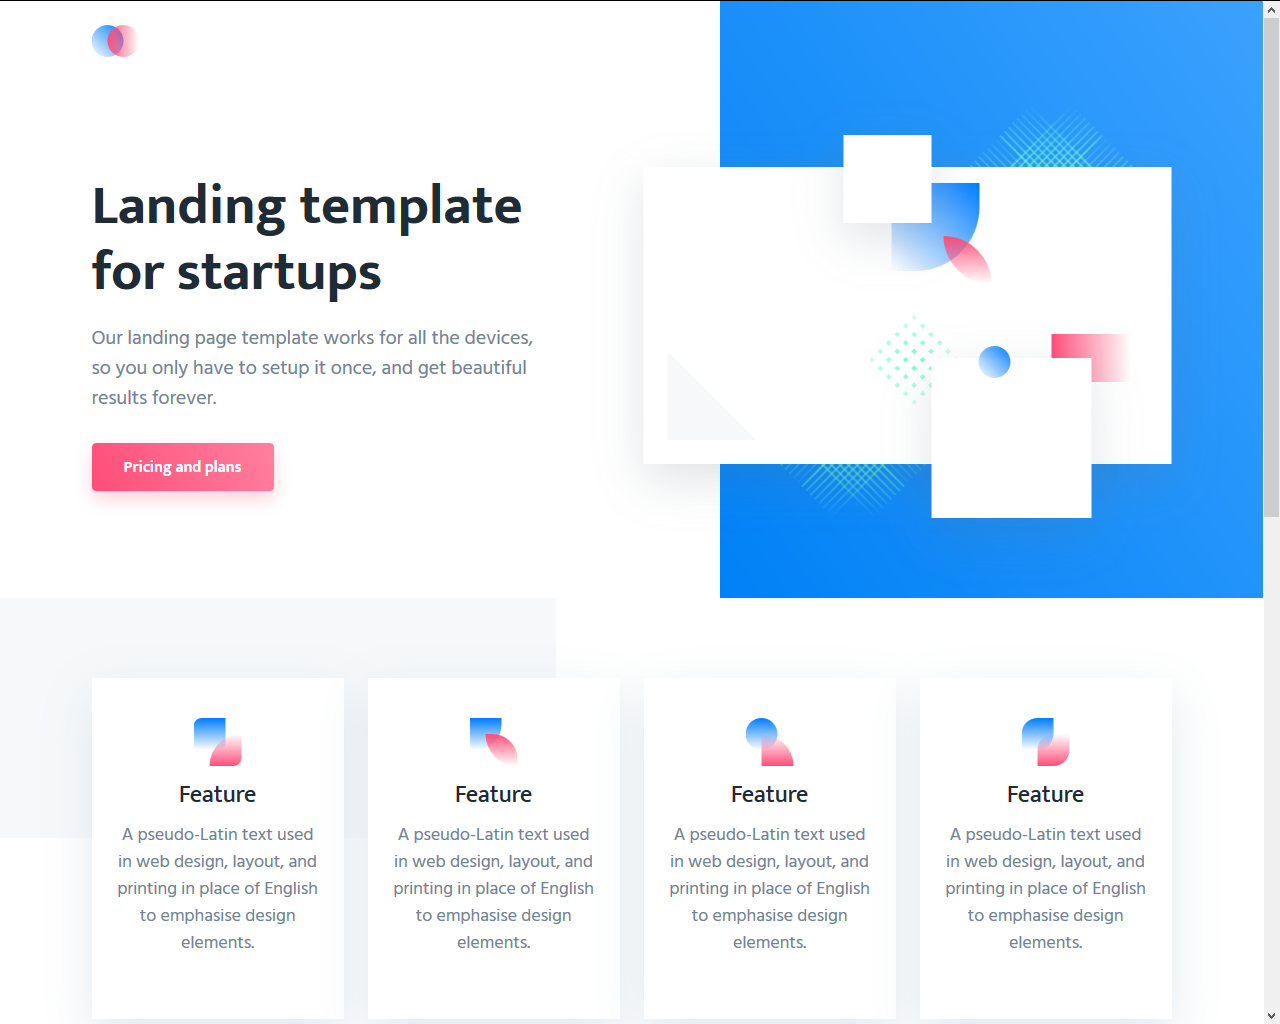 Landing template
for startups
Our landing page template works for all the devices,
so you only have to setup it once, and get beautiful
results forever.
Pricing and plans
Feature
A pseudo-Latin text used
in web design, layout, and
printing in place of English
to emphasise design
elements.
Feature
A pseudo-Latin text used
in web design, layout, and
printing in place of English
to emphasise design
elements.
Feature
A pseudo-Latin text used
in web design, layout, and
printing in place of English
to emphasise design
elements.
Feature
A pseudo-Latin text used
in web design, layout, and
printing in place of English
to emphasise design
elements.